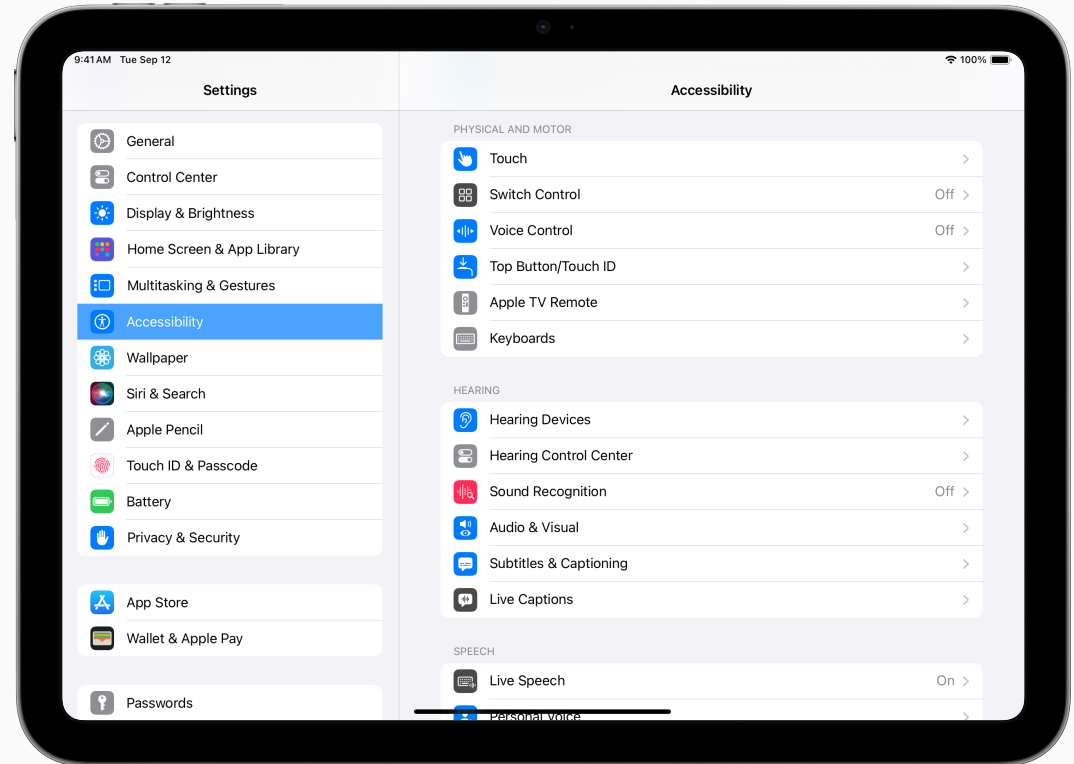 9:41 AM Tue Sep 12
100%
Settings
General
Control Center
Display & Brightness
Home Screen & App Library
Multitasking & Gestures
Accessibility
Wallpaper
Siri & Search
Apple Pencil
Touch ID & Passcode
Battery
Privacy & Security
App Store
Wallet & Apple Pay
Passwords
Accessibility
PHYSICAL AND MOTOR
Touch
Switch Control Off
Voice Control Off
Top Button/Touch ID
Apple TV Remote
Keyboards
HEARING
Hearing Devices
Hearing Control Center
Sound Recognition Off
Audio & Visual
Subtitles & Captioning
Live Captions
SPEECH
Live Speech On
Personal Voice